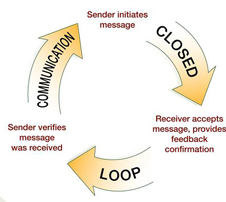 Sender initiates
message
CLOSED
Receiver accepts
message, provides
feedback
confirmation
LOOP
Sender verifies
message
was received
COMMUNICATION